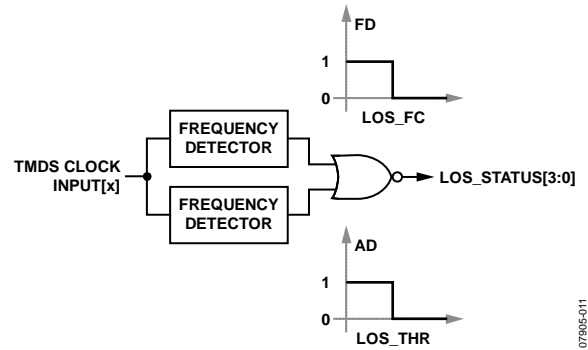 FD
1
0
LOS_FC
FREQUENCY
DETECTOR
TMDS CLOCK
INPUT[x]
LOS_STATUS[3:0]
FREQUENCY
DETECTOR
AD
1
0
LOS_THR
07905-011